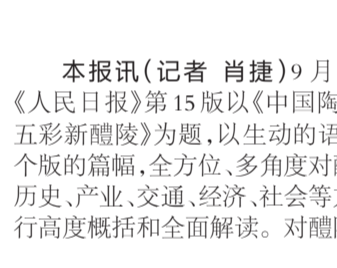 本报讯(记者 肖捷)9 月
《人民日报》第 15 版以《中国陶
五彩新醴陵》为题，以生动的语
个版的篇幅，全方位、多角度对
历史、产业、交通、经济、社会等
行高度概括和全面解读。对醴